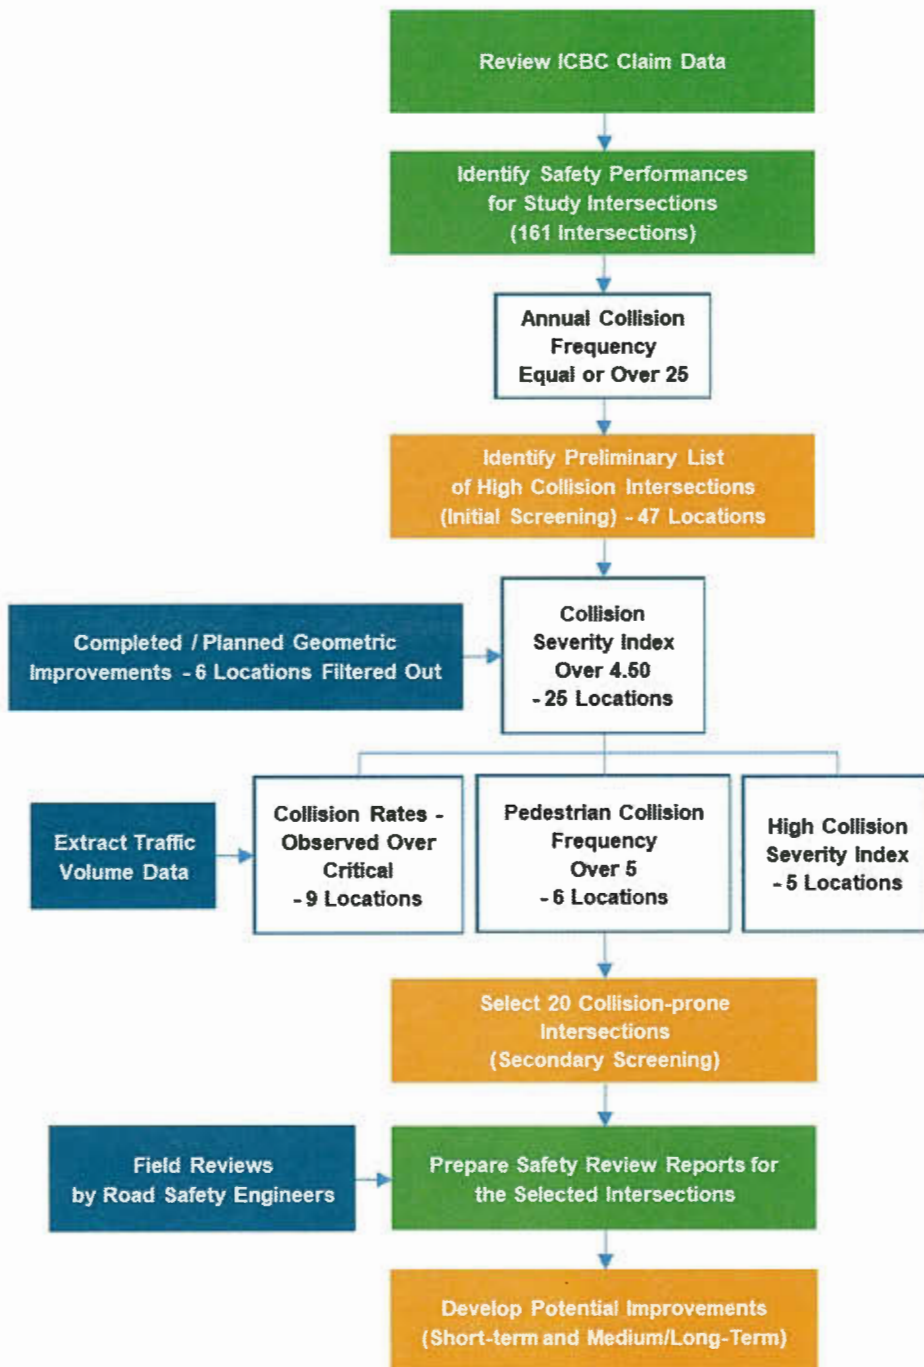 Review ICBC Claim Data
Identify Safety Performances
for Study Intersections
(161 Intersections)
Annual Collision
Frequency
Equal or Over 25
Identify Preliminary List
of High Collision Intersections
(Initial Screening) - 47 Locations
Completed / Planned Geometric
Improvements - 6 Locations Filtered Out
Collision
Severity Index
Over 4.50
- 25 Locations
Extract Traffic
Volume Data
Collision Rates -
Observed Over
Critical
- 9 Locations
Pedestrian Collision
Frequency
Over 5
- 6 Locations
High Collision
Severity Index
- 5 Locations
Select 20 Collision-prone
Intersections
(Secondary Screening)
Field Reviews
by Road Safety Engineers
Prepare Safety Review Reports for
the Selected Intersections
Develop Potential Improvements
(Short-term and Medium/Long-Term)